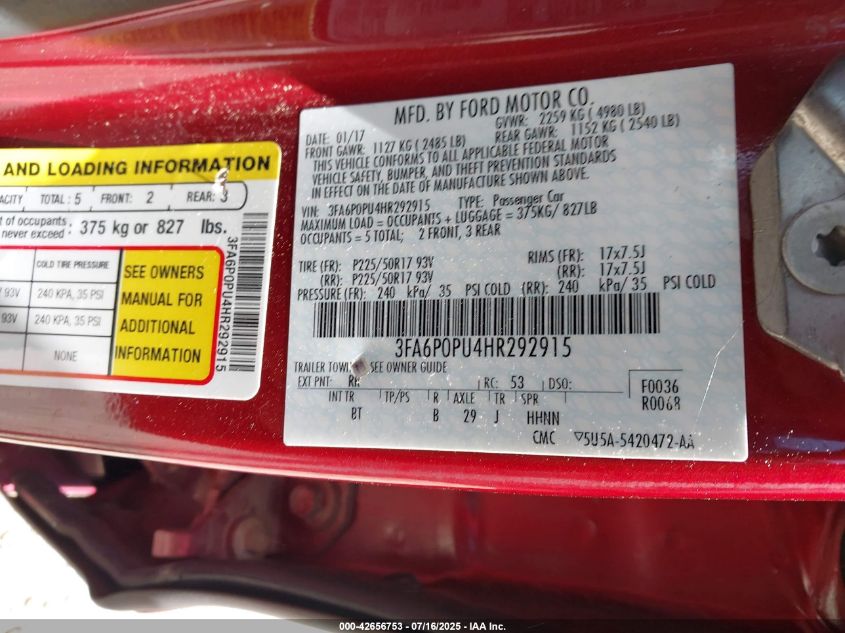 AND LOADING INFORMATION
ACITY TOTAL : 5 FRONT: 2 REAR: 3
t of occupants
never exceed : 375 kg or 827 lbs.
COLD TIRE PRESSURE
7 93V 240 KPA, 35 PSI
93V 240 KPA, 35 PSI
NONE
SEE OWNERS
MANUAL FOR
ADDITIONAL
INFORMATION
3FA6P0PU4HR292915
MFD. BY FORD MOTOR CO.
DATE: 01/17 GVWR: 2259 KG ( 4980 LB)
FRONT GAWR: 1127 KG ( 2485 LB) REAR GAWR: 1152 KG ( 2540 LB)
THIS VEHICLE CONFORMS TO ALL APPLICABLE FEDERAL MOTOR
VEHICLE SAFETY, BUMPER, AND THEFT PREVENTION STANDARDS
IN EFFECT ON THE DATE OF MANUFACTURE SHOWN ABOVE.
VIN: 3FA6P0PU4HR292915 TYPE: Passenger Car
MAXIMUM LOAD = OCCUPANTS + LUGGAGE = 375KG/ 827LB
OCCUPANTS = 5 TOTAL; 2 FRONT, 3 REAR
TIRE (FR): P225/50R17 93V RIMS (FR): 17x7.5J
(RR): P225/50R17 93V (RR): 17x7.5J
PRESSURE (FR): 240 kPa/ 35 PSI COLD (RR): 240 kPa/ 35 PSI COLD
3FA6P0PU4HR292915
TRAILER TOWING SEE OWNER GUIDE
EXT PNT: RR RC: 53 DSO:
INT TR TP/PS R AXLE TR SPR
BT B 29 J HHNN
F0036
R0068
CMC ▽5U5A-5420472-AA
000-42656753 - 07/16/2025 - IAA Inc.